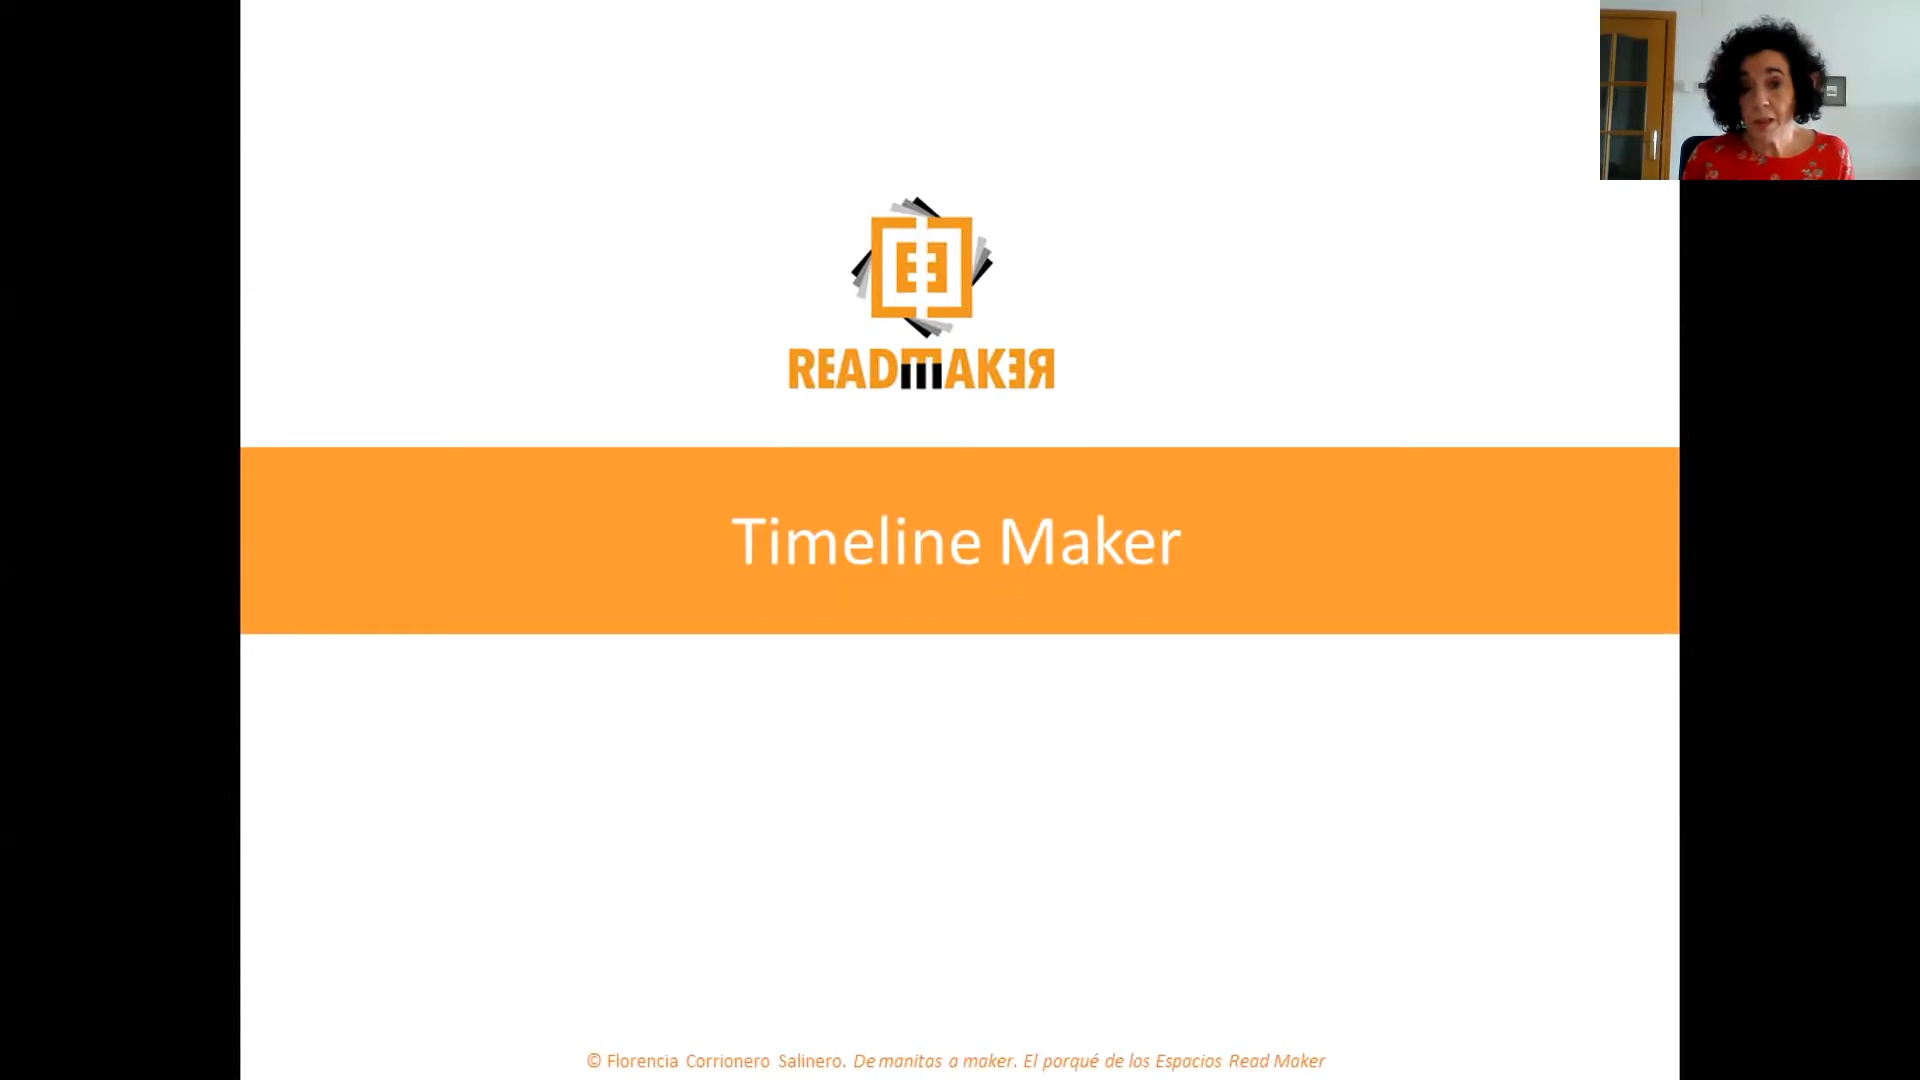 READMAKER
Timeline Maker
© Florencia Corrionero Salinero. De manitas a maker. El porqué de los Espacios Read Maker